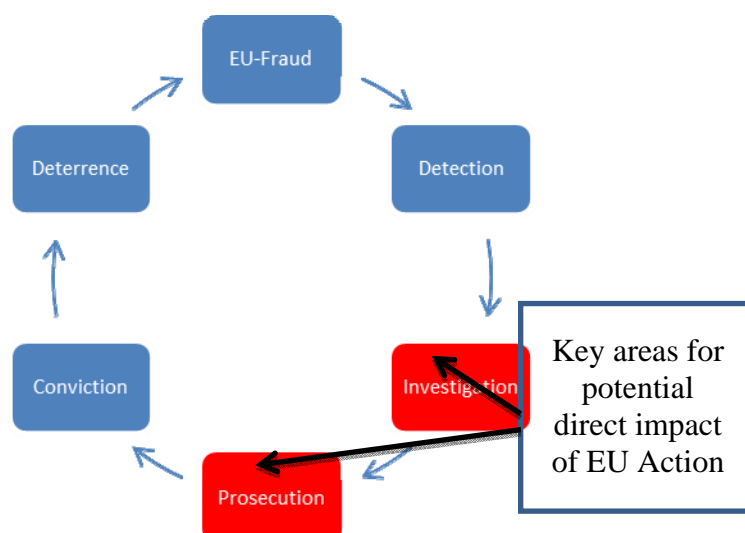 EU-Fraud
Detection
Investigation
Prosecution
Conviction
Deterrence
Key areas for
potential
direct impact
of EU Action